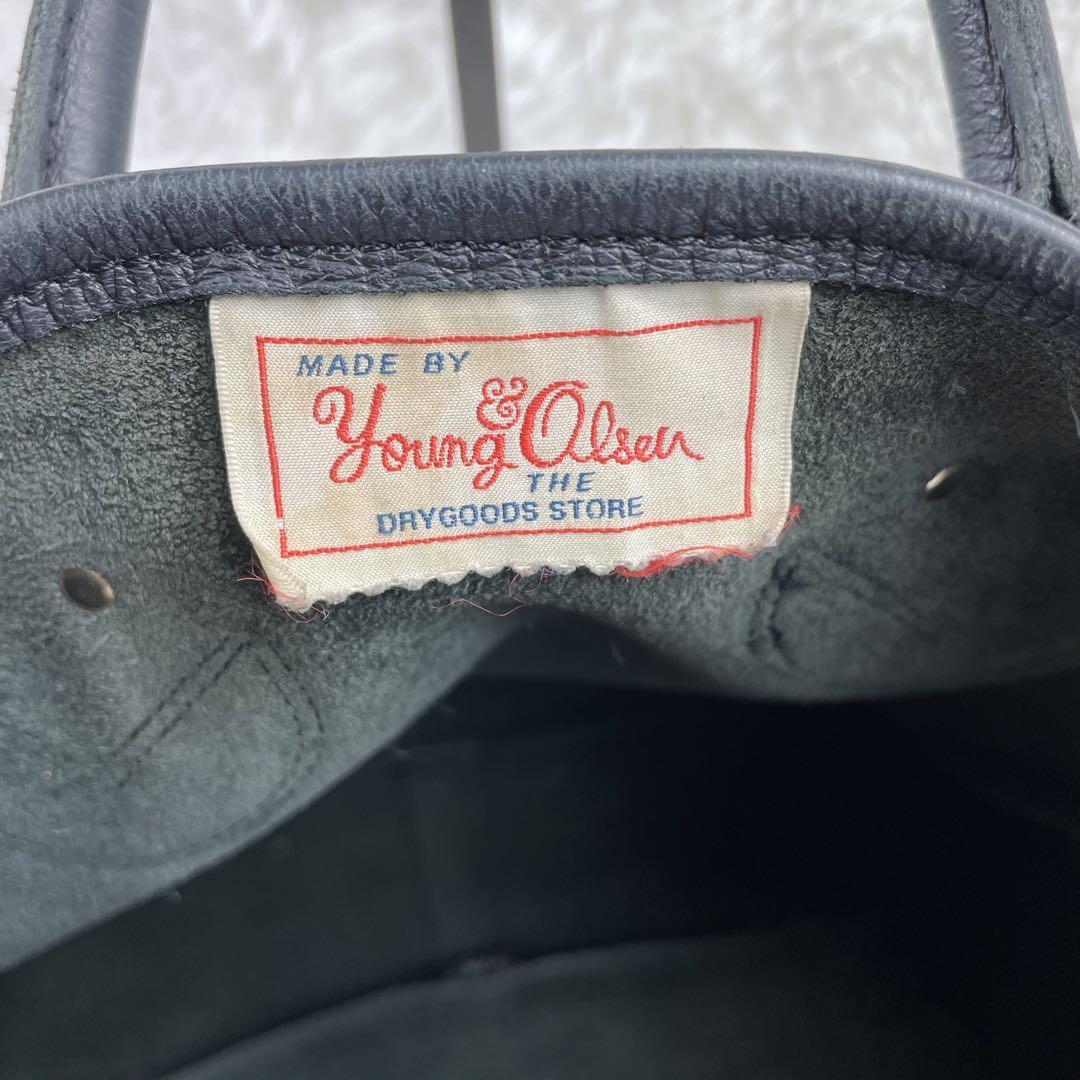 MADE BY
Young & Olsen
THE
DRYGOODS STORE